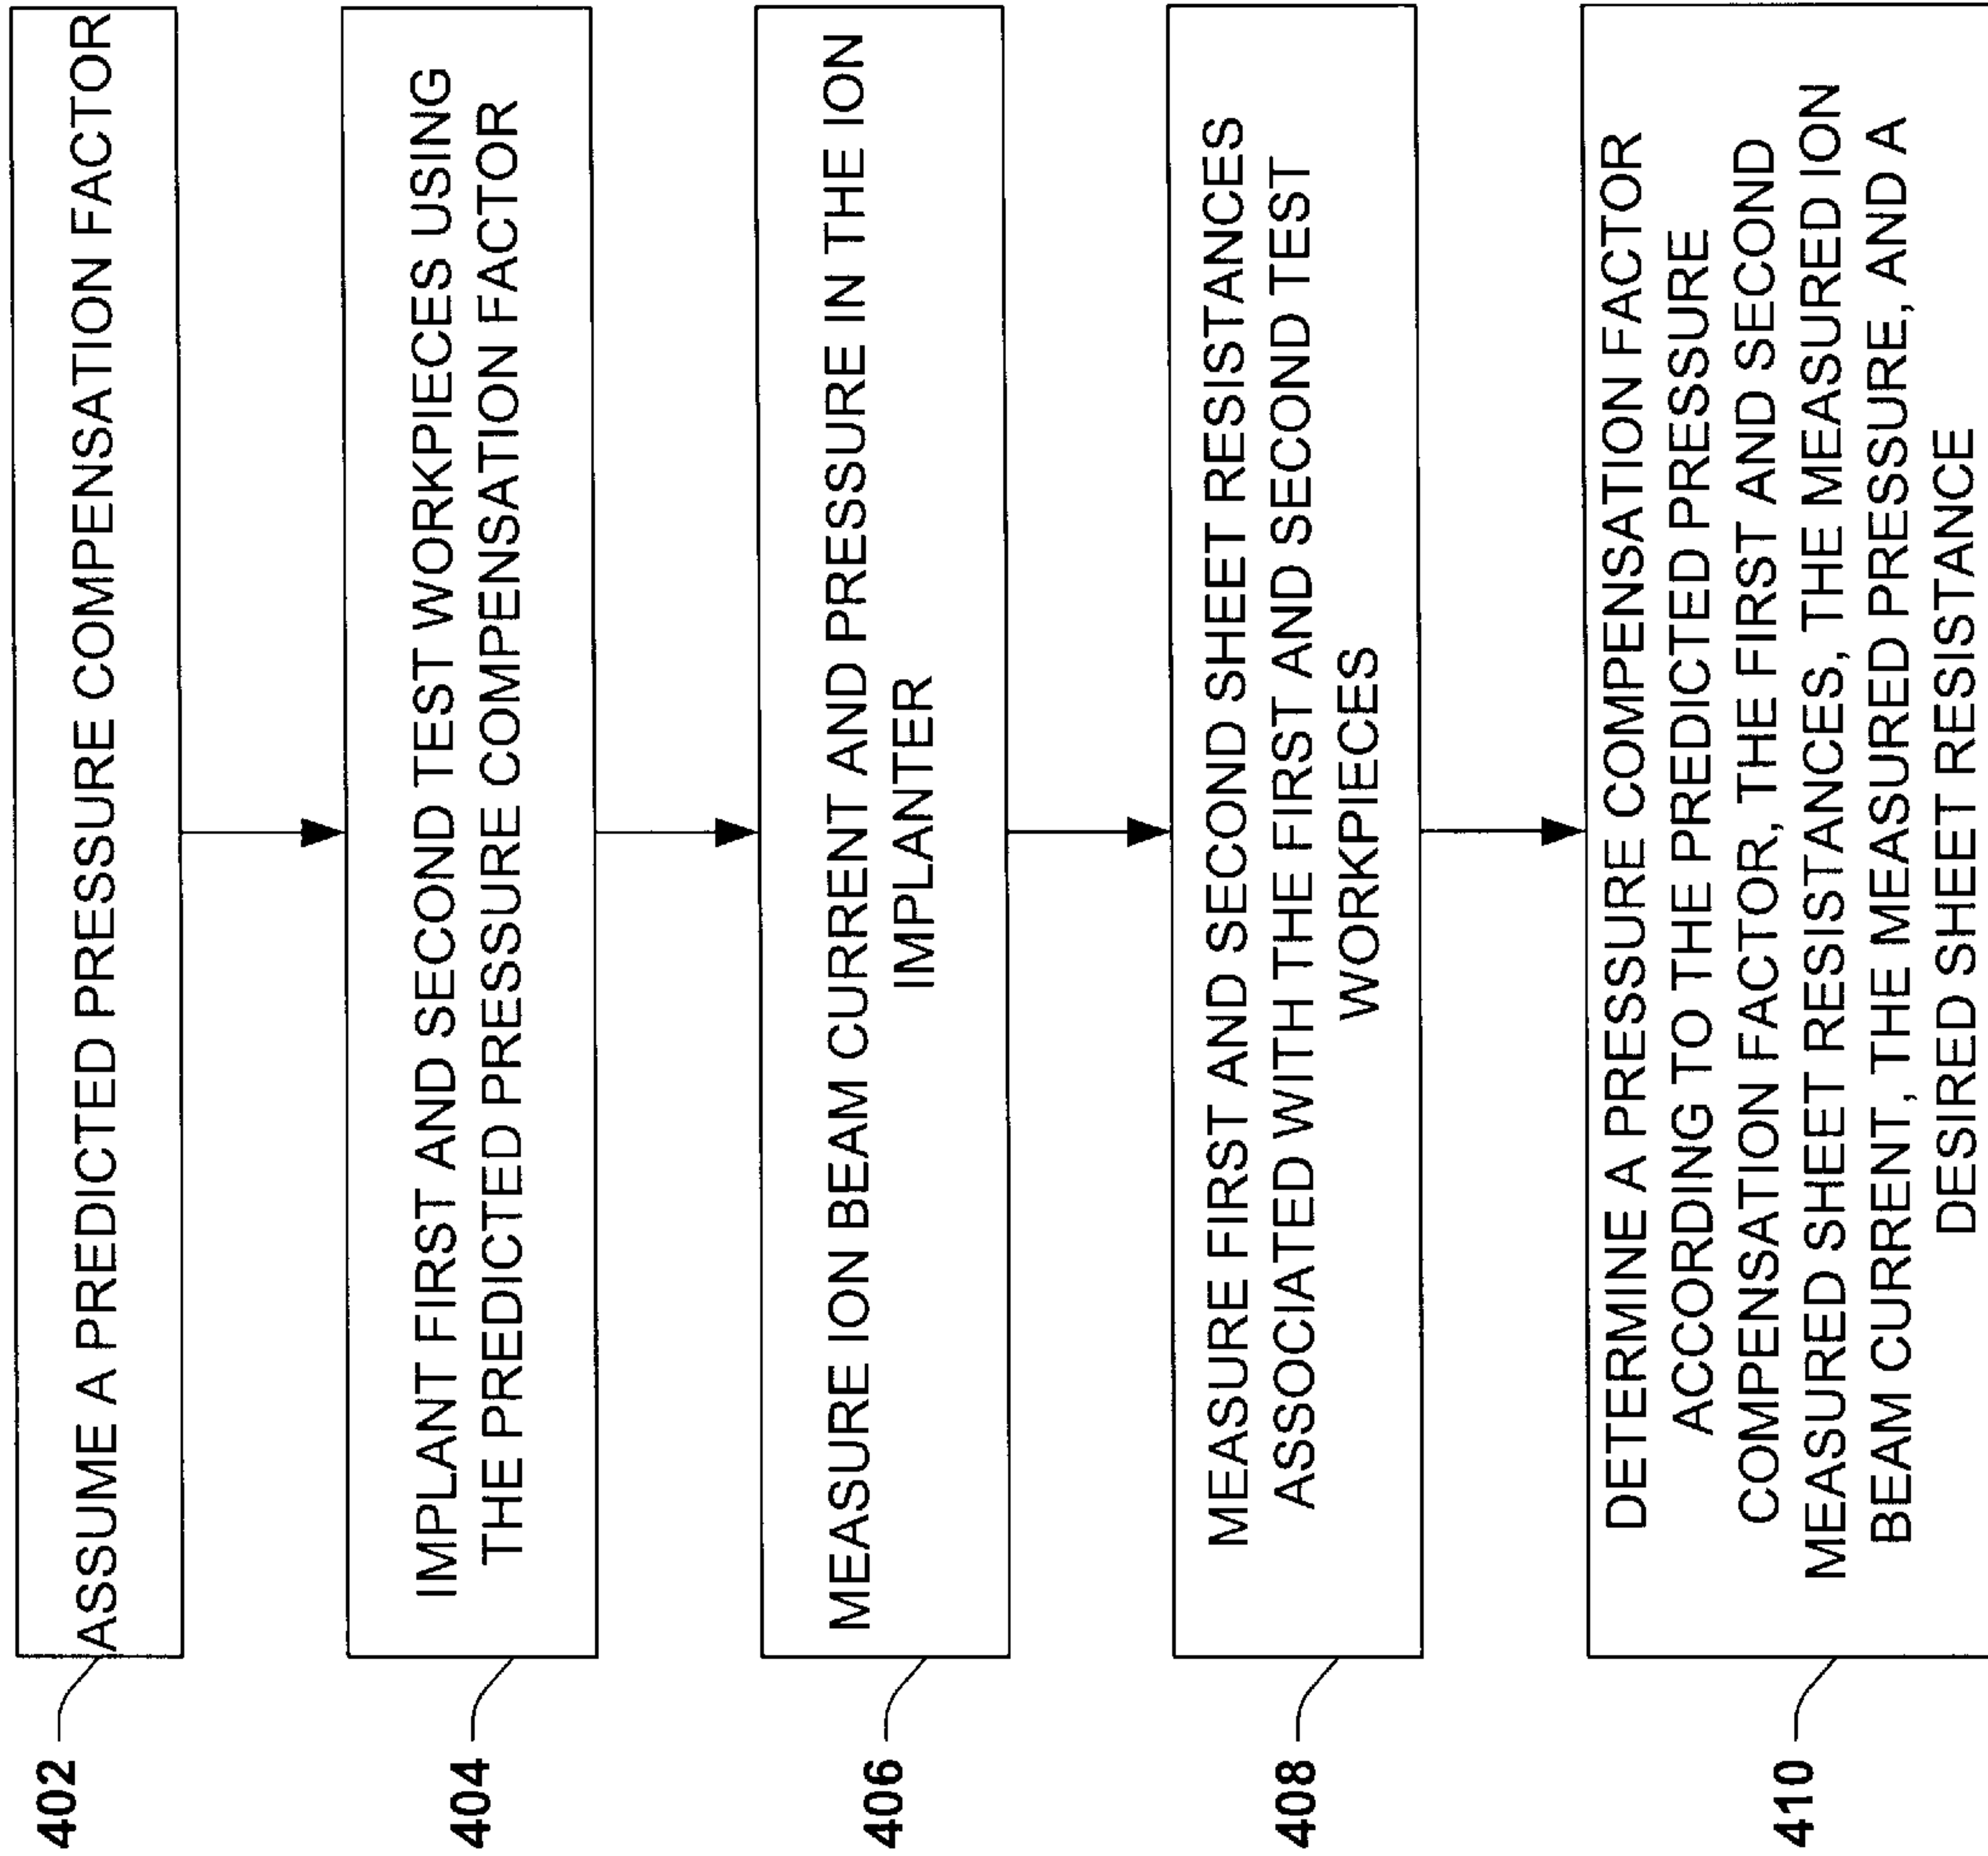 402
ASSUME A PREDICTED PRESSURE COMPENSATION FACTOR
404
IMPLANT FIRST AND SECOND TEST WORKPIECES USING
THE PREDICTED PRESSURE COMPENSATION FACTOR
406
MEASURE ION BEAM CURRENT AND PRESSURE IN THE ION
IMPLANTER
408
MEASURE FIRST AND SECOND SHEET RESISTANCES
ASSOCIATED WITH THE FIRST AND SECOND TEST
WORKPIECES
410
DETERMINE A PRESSURE COMPENSATION FACTOR
ACCORDING TO THE PREDICTED PRESSURE
COMPENSATION FACTOR, THE FIRST AND SECOND
MEASURED SHEET RESISTANCES, THE MEASURED ION
BEAM CURRENT, THE MEASURED PRESSURE, AND A
DESIRED SHEET RESISTANCE